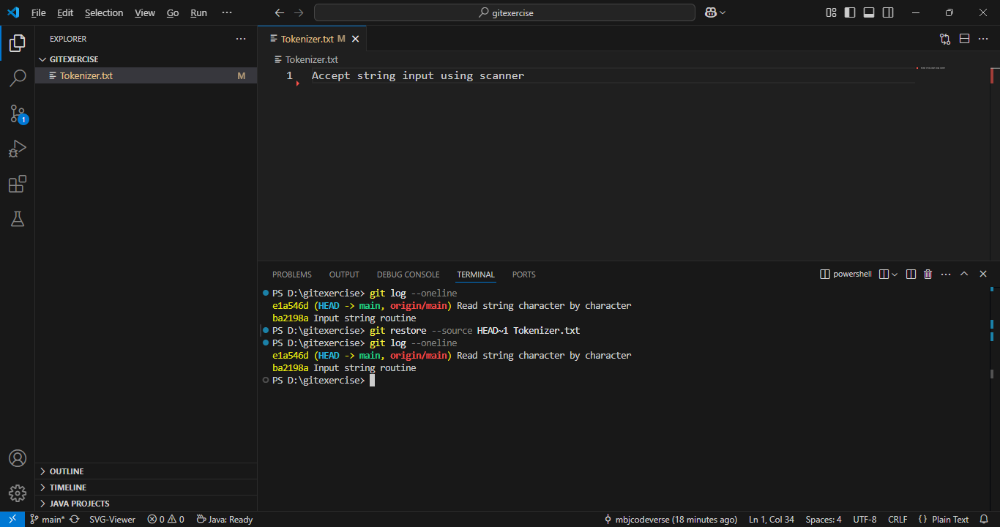 File Edit Selection View Go Run ···
gitexercise
EXPLORER ···
GITEXERCISE
Tokenizer.txt M
1
Tokenizer.txt M
Tokenizer.txt
1 Accept string input using scanner
PROBLEMS OUTPUT DEBUG CONSOLE TERMINAL PORTS
powershell
PS D:\gitexercise> git log --oneline
e1a546d (HEAD -> main, origin/main) Read string character by character
ba2198a Input string routine
PS D:\gitexercise> git restore --source HEAD~1 Tokenizer.txt
PS D:\gitexercise> git log --oneline
e1a546d (HEAD -> main, origin/main) Read string character by character
ba2198a Input string routine
PS D:\gitexercise>
OUTLINE
TIMELINE
JAVA PROJECTS
main* SVG-Viewer 0 0 Java: Ready mbjcodeverse (18 minutes ago) Ln 1, Col 34 Spaces: 4 UTF-8 CRLF {} Plain Text